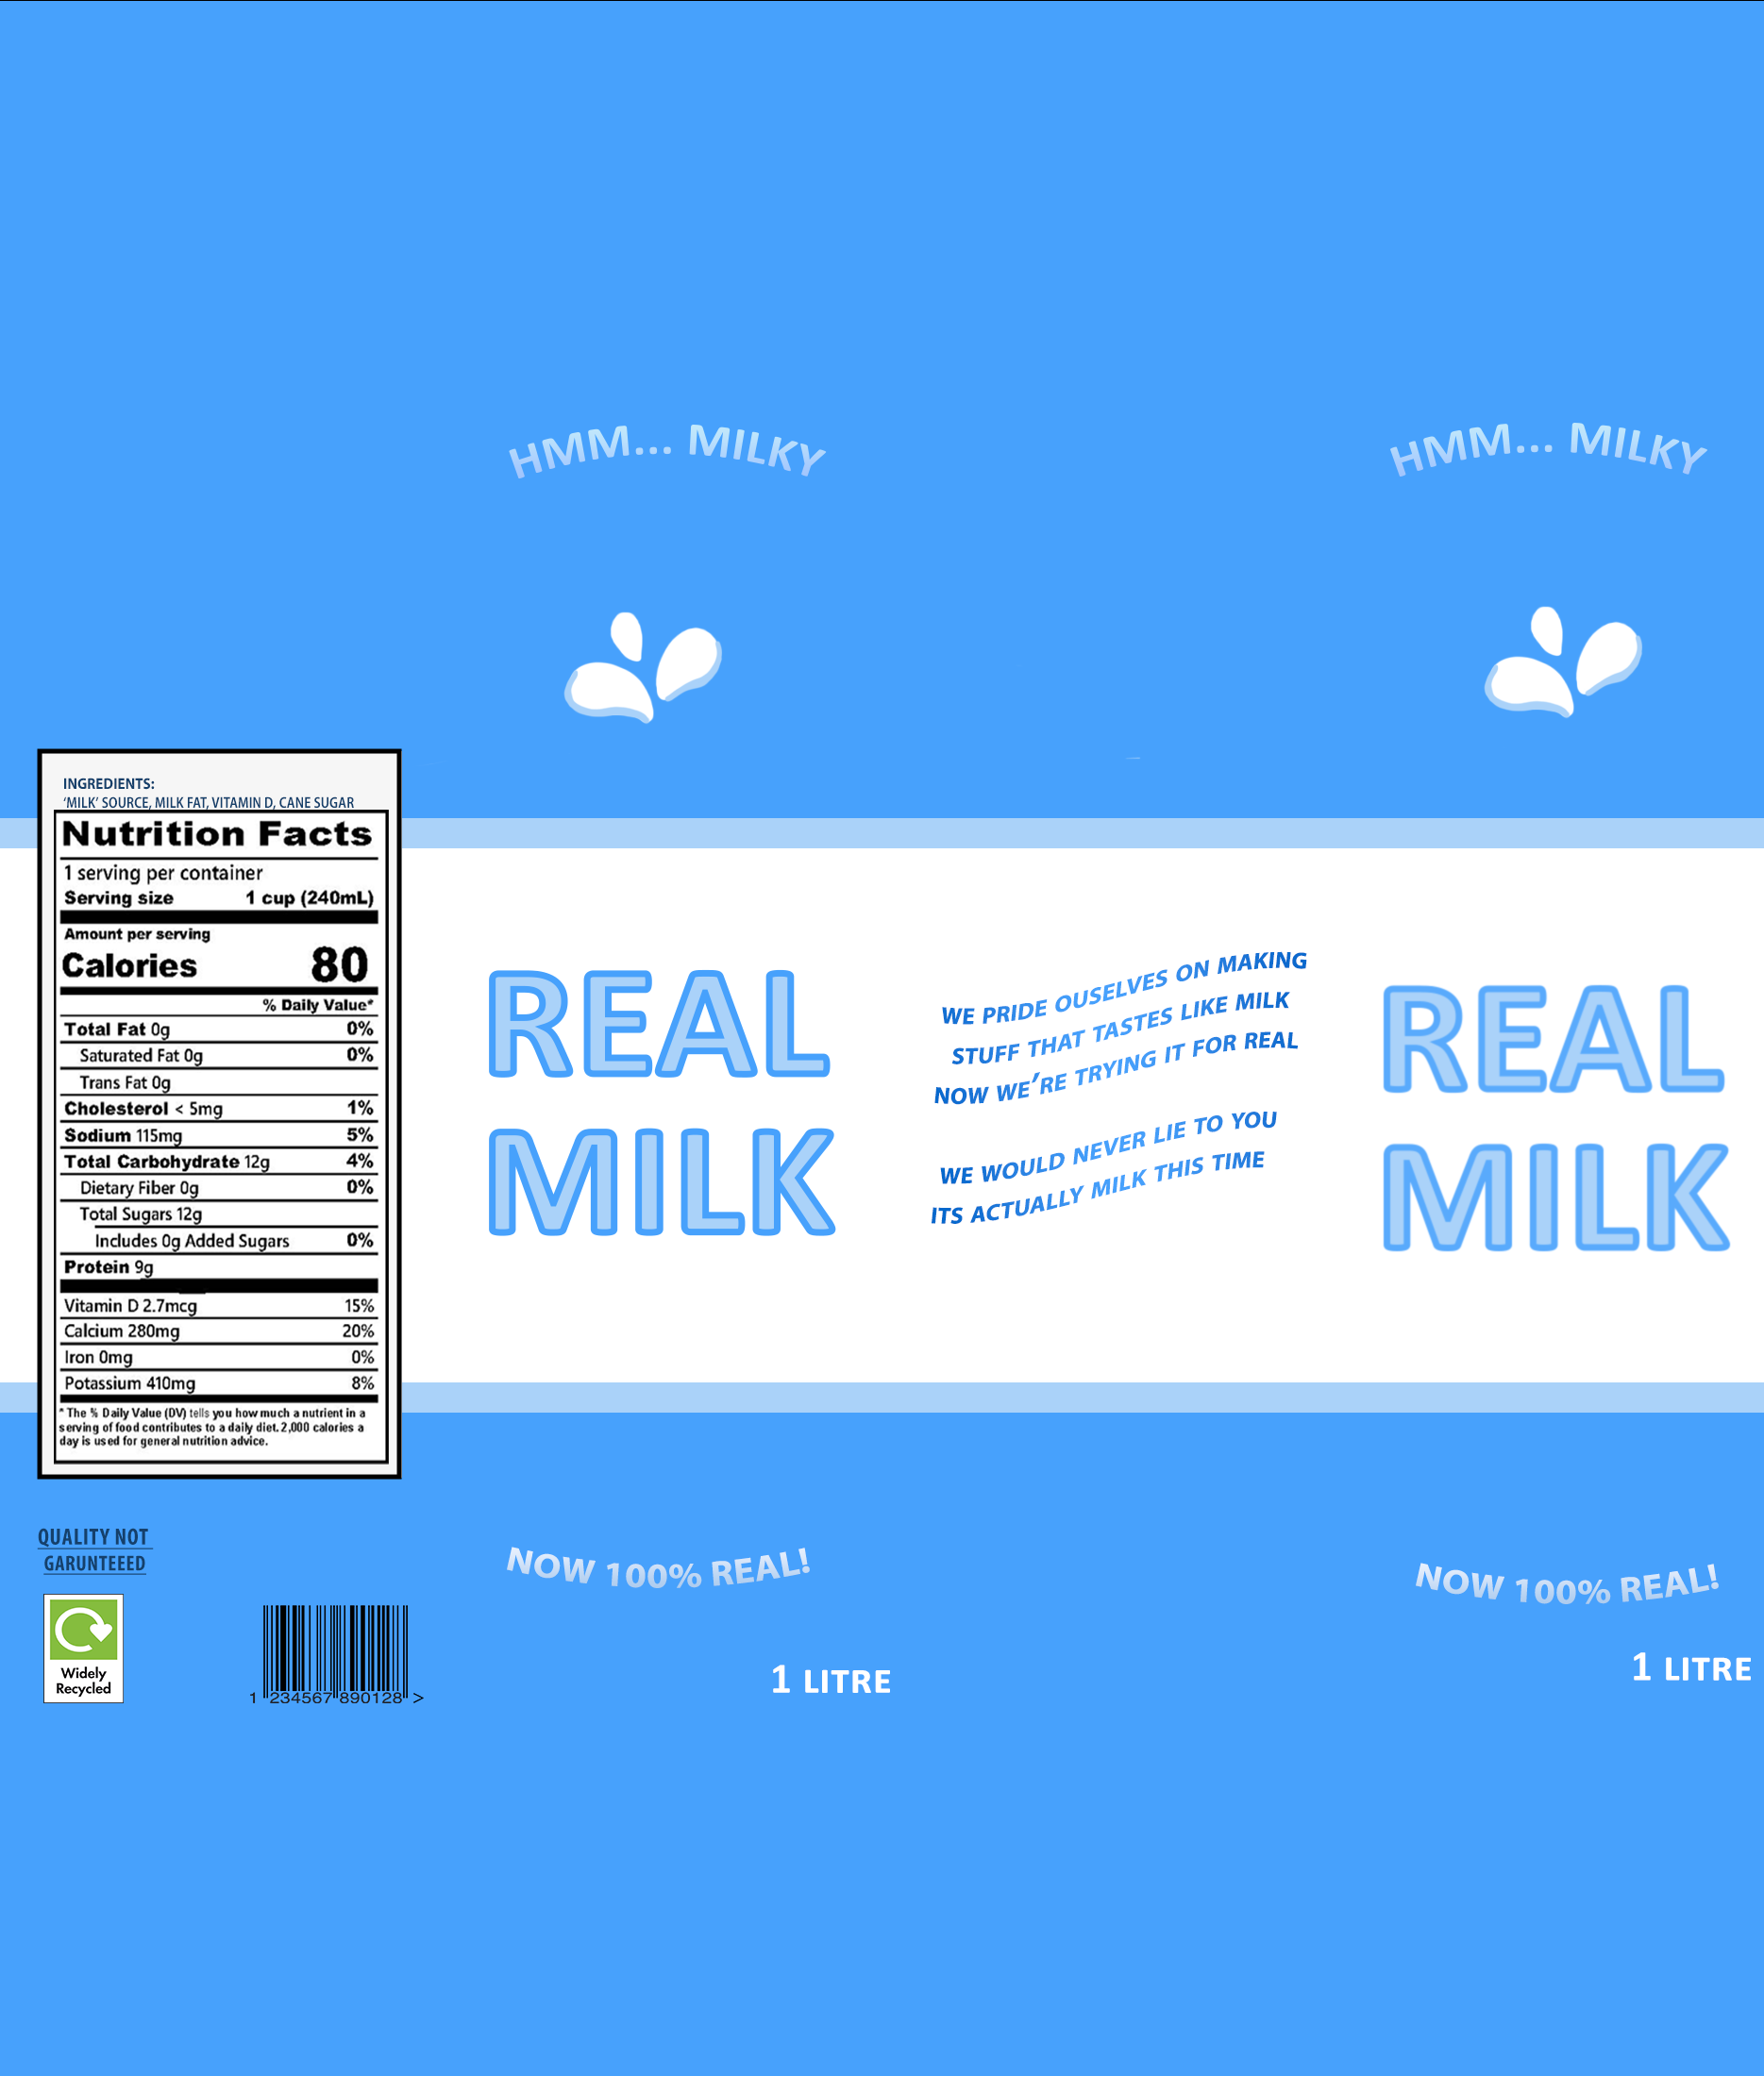 HMM... MILKY
HMM... MILKY
INGREDIENTS:
‘MILK’ SOURCE, MILK FAT, VITAMIN D, CANE SUGAR
Nutrition Facts
1 serving per container
Serving size 1 cup (240mL)
Amount per serving
Calories 80
% Daily Value*
Total Fat 0g 0%
Saturated Fat 0g 0%
Trans Fat 0g
Cholesterol < 5mg 1%
Sodium 115mg 5%
Total Carbohydrate 12g 4%
Dietary Fiber 0g 0%
Total Sugars 12g
Includes 0g Added Sugars 0%
Protein 9g
Vitamin D 2.7mcg 15%
Calcium 280mg 20%
Iron 0mg 0%
Potassium 410mg 8%
* The % Daily Value (DV) tells you how much a nutrient in a
serving of food contributes to a daily diet. 2,000 calories a
day is used for general nutrition advice.
QUALITY NOT
GARUNTEEED
Widely
Recycled
1 234567 890128 >
REAL
MILK
NOW 100% REAL!
1 LITRE
WE PRIDE OUSELVES ON MAKING
STUFF THAT TASTES LIKE MILK
NOW WE’RE TRYING IT FOR REAL
WE WOULD NEVER LIE TO YOU
ITS ACTUALLY MILK THIS TIME
REAL
MILK
NOW 100% REAL!
1 LITRE